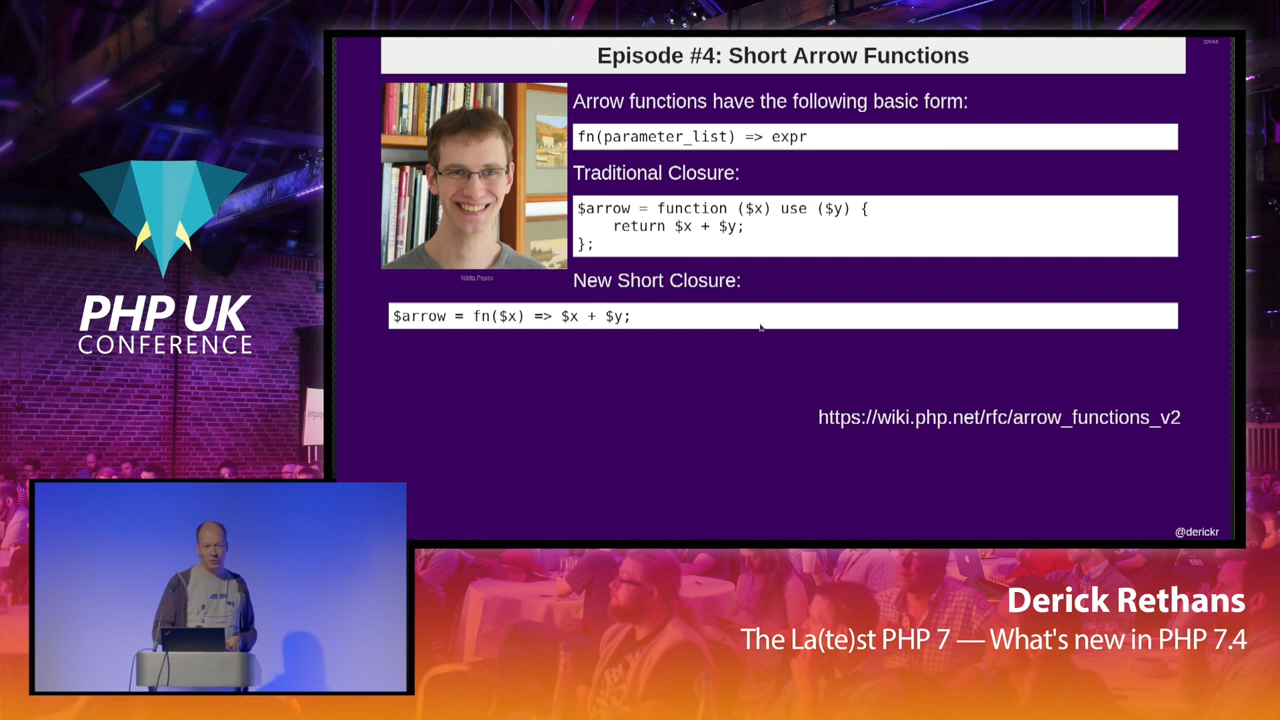 Episode #4: Short Arrow Functions
Arrow functions have the following basic form:
fn(parameter_list) => expr
Traditional Closure:
$arrow = function ($x) use ($y) {
    return $x + $y;
};
Nikita Popov
New Short Closure:
$arrow = fn($x) => $x + $y;
https://wiki.php.net/rfc/arrow_functions_v2
@derickr
PHP UK
CONFERENCE
Derick Rethans
The La(te)st PHP 7 — What's new in PHP 7.4